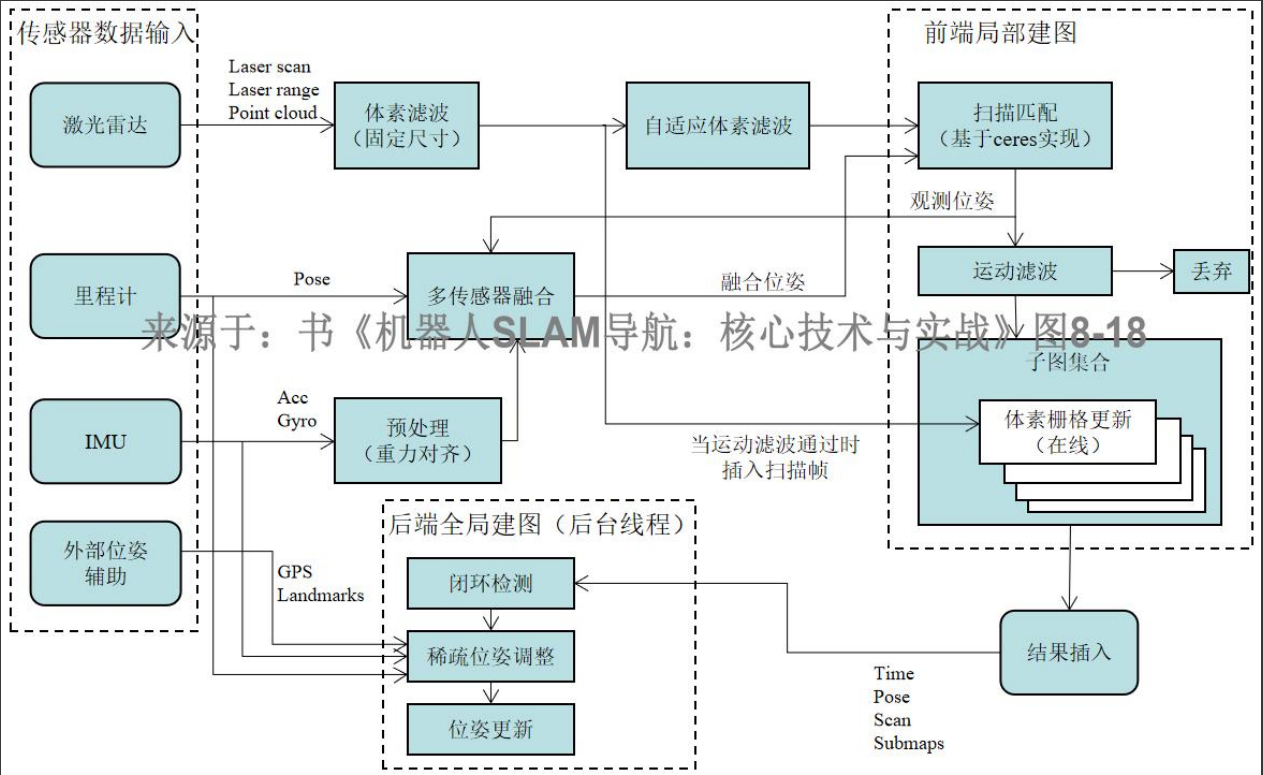 传感器数据输入
前端局部建图
Laser scan
Laser range
Point cloud
激光雷达
体素滤波
（固定尺寸）
自适应体素滤波
扫描匹配
（基于ceres实现）
观测位姿
里程计
Pose
多传感器融合
融合位姿
运动滤波
丢弃
来源于：书《机器人SLAM导航：核心技术与实战》图8-18
子图集合
体素栅格更新
（在线）
IMU
Acc
Gyro
预处理
（重力对齐）
当运动滤波通过时
插入扫描帧
外部位姿
辅助
GPS
Landmarks
后端全局建图（后台线程）
闭环检测
稀疏位姿调整
位姿更新
结果插入
Time
Pose
Scan
Submaps